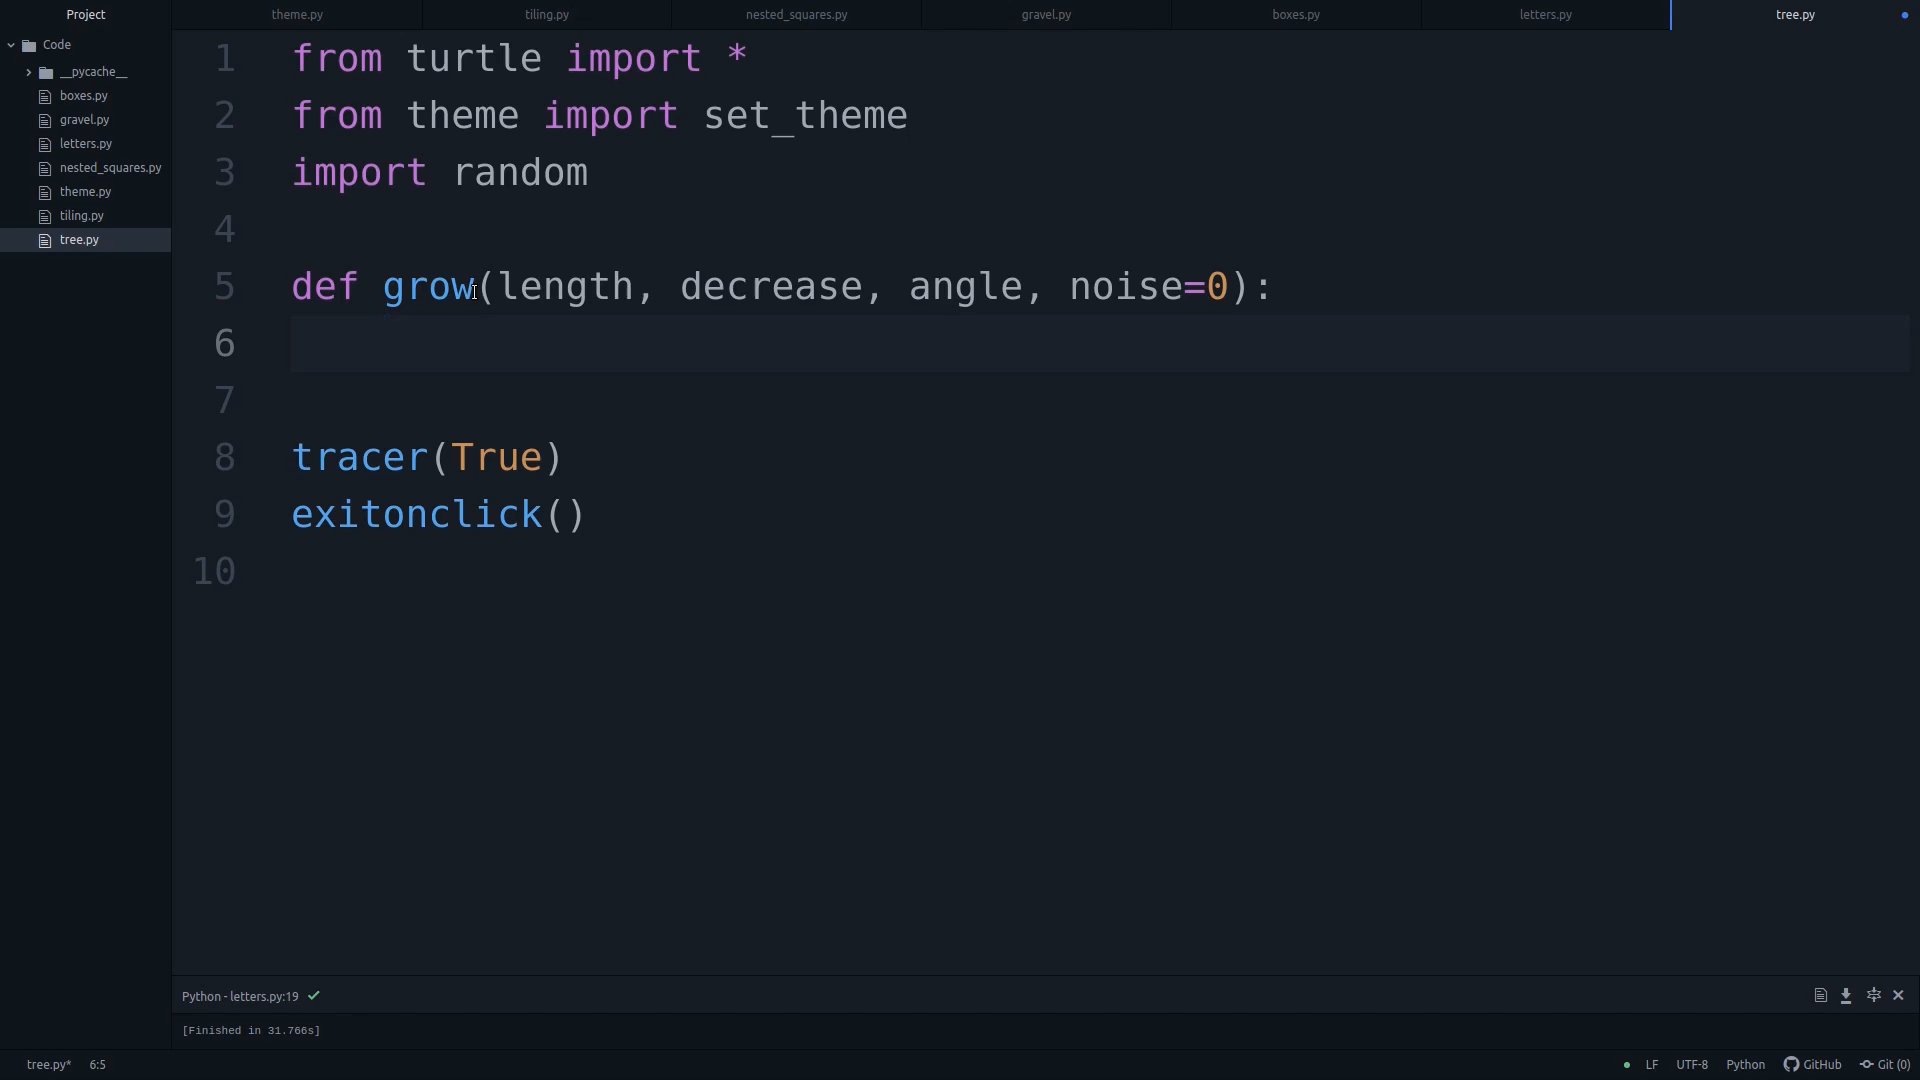 Project
theme.py
tiling.py
nested_squares.py
gravel.py
boxes.py
letters.py
tree.py
Code
__pycache__
boxes.py
gravel.py
letters.py
nested_squares.py
theme.py
tiling.py
tree.py
1 from turtle import *
2 from theme import set_theme
3 import random
4
5 def grow(length, decrease, angle, noise=0):
6
7
8 tracer(True)
9 exitonclick()
10
Python - letters.py:19
[Finished in 31.766s]
tree.py* 6:5
LF UTF-8 Python GitHub Git (0)